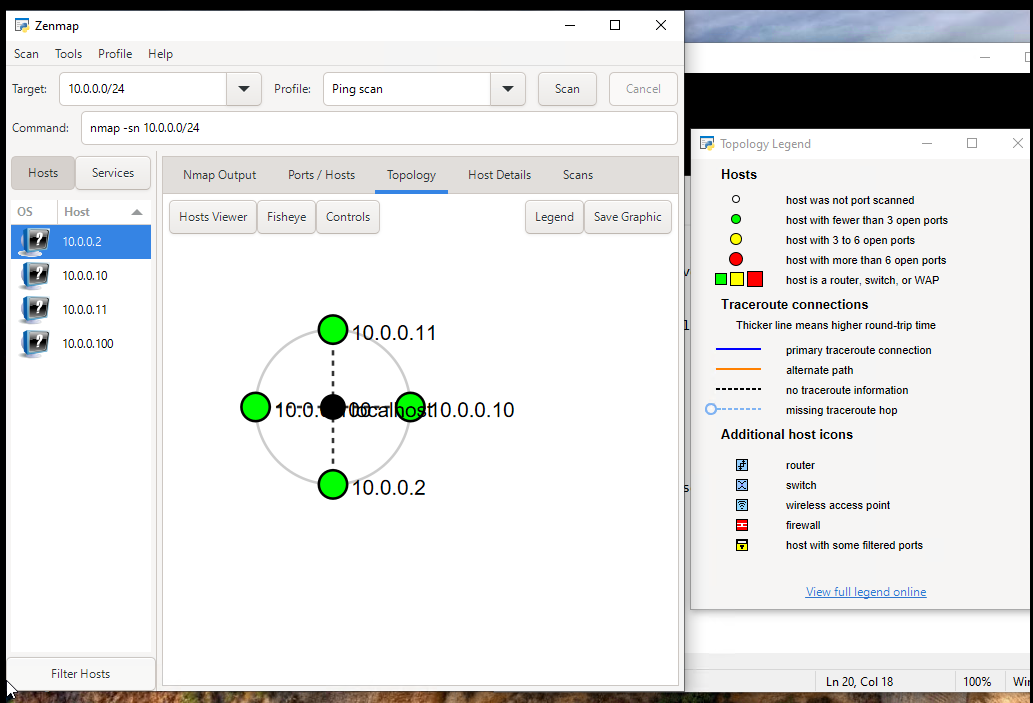 Zenmap
Scan Tools Profile Help
Target: 10.0.0.0/24 Profile: Ping scan Scan Cancel
Command: nmap -sn 10.0.0.0/24
Hosts Services
OS Host
10.0.0.2
10.0.0.10
10.0.0.11
10.0.0.100
Filter Hosts
Nmap Output Ports / Hosts Topology Host Details Scans
Hosts Viewer Fisheye Controls Legend Save Graphic
10.0.0.11
localhost
10.0.0.10
10.0.0.2
Topology Legend
Hosts
host was not port scanned
host with fewer than 3 open ports
host with 3 to 6 open ports
host with more than 6 open ports
host is a router, switch, or WAP
Traceroute connections
Thicker line means higher round-trip time
primary traceroute connection
alternate path
no traceroute information
missing traceroute hop
Additional host icons
router
switch
wireless access point
firewall
host with some filtered ports
View full legend online
Ln 20, Col 18 100%